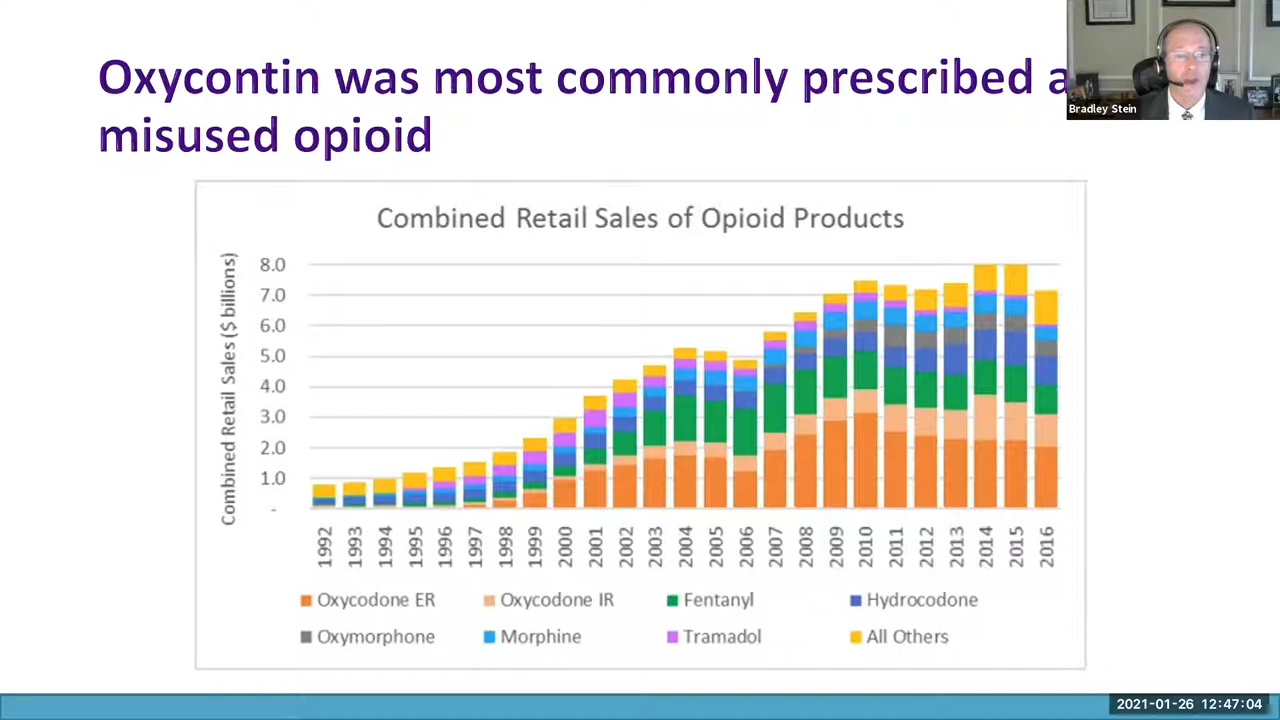 Oxycontin was most commonly prescribed a
misused opioid
Bradley Stein
Combined Retail Sales of Opioid Products
Combined Retail Sales ($ billions)
8.0
7.0
6.0
5.0
4.0
3.0
2.0
1.0
-
1992 1993 1994 1995 1996 1997 1998 1999 2000 2001 2002 2003 2004 2005 2006 2007 2008 2009 2010 2011 2012 2013 2014 2015 2016
Oxycodone ER Oxycodone IR Fentanyl Hydrocodone
Oxymorphone Morphine Tramadol All Others
2021-01-26 12:47:04